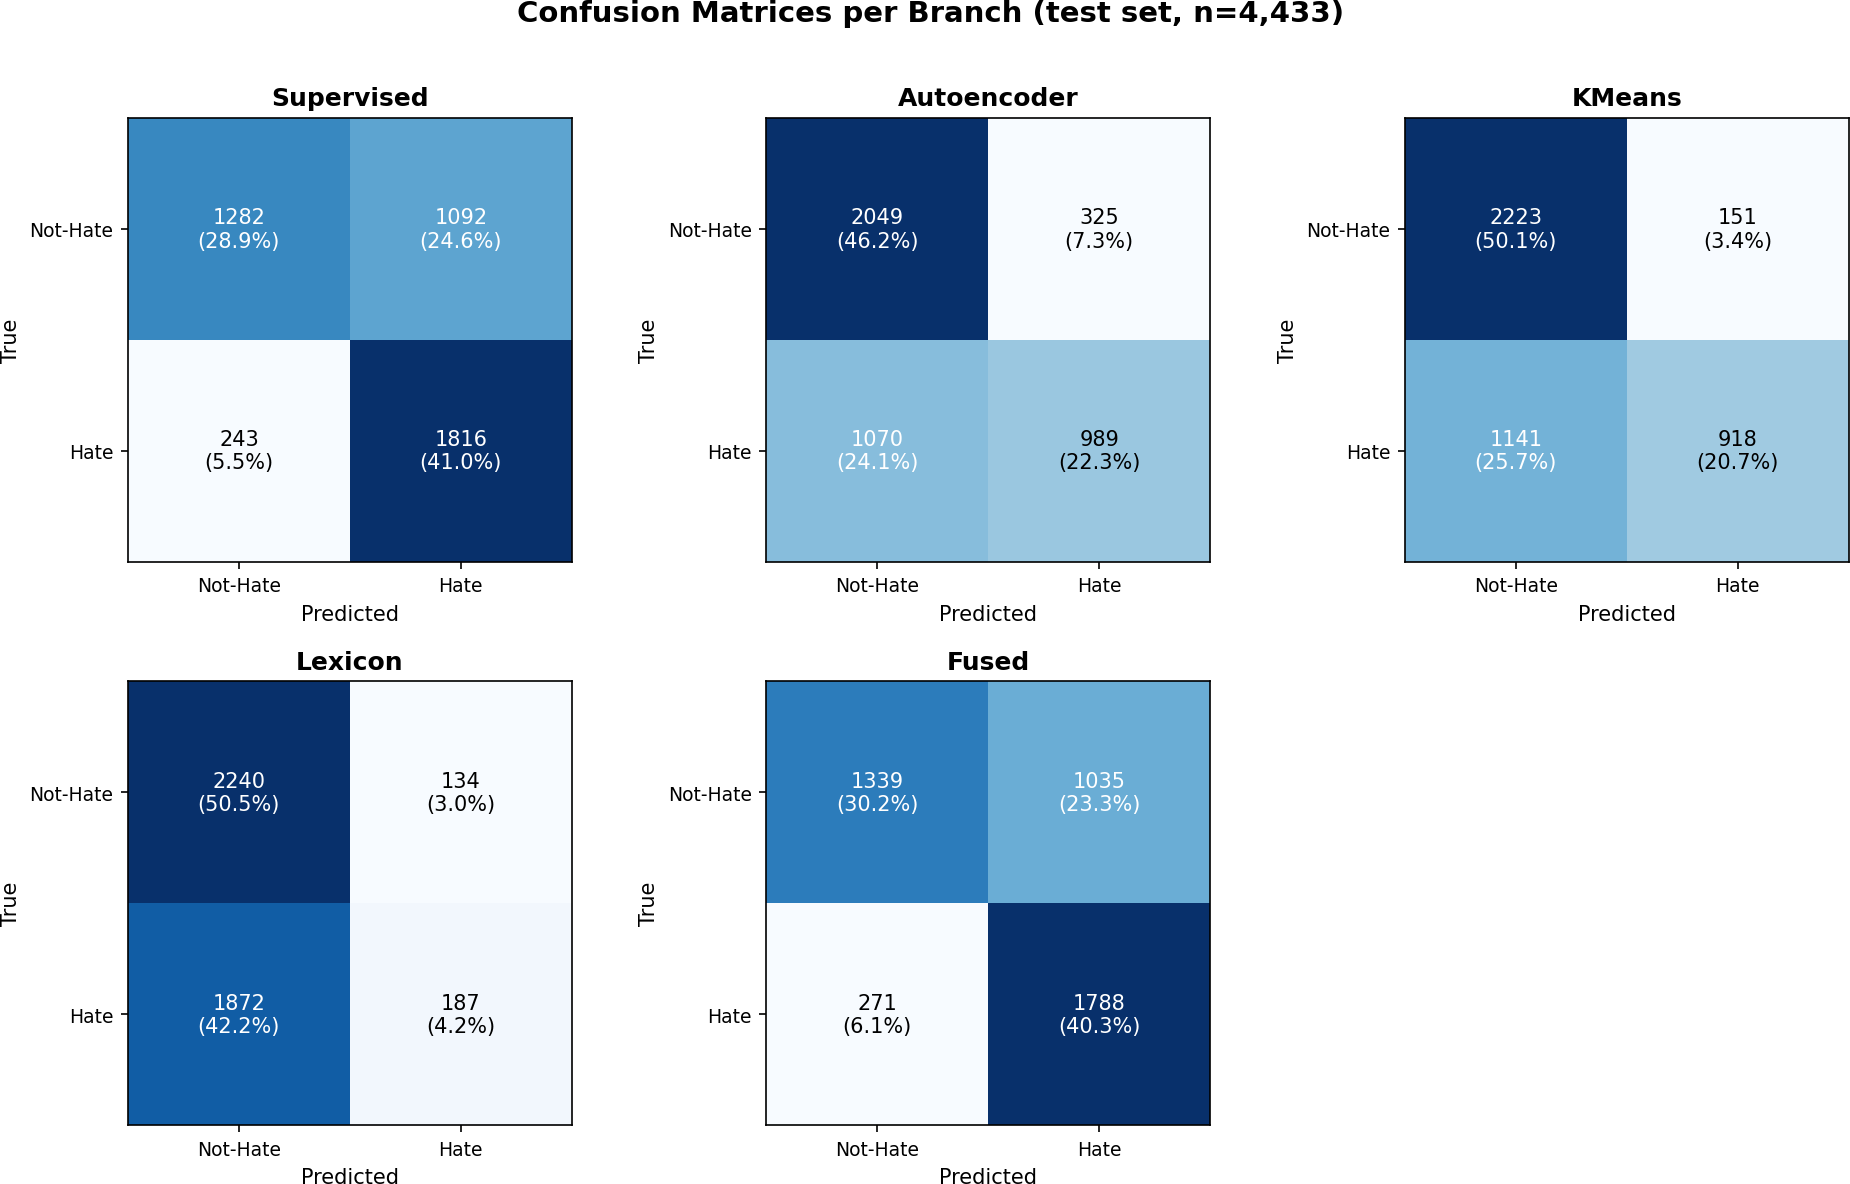 Confusion Matrices per Branch (test set, n=4,433)
Supervised
True
Not-Hate
1282
(28.9%)
1092
(24.6%)
Hate
243
(5.5%)
1816
(41.0%)
Not-Hate
Hate
Predicted
Autoencoder
True
Not-Hate
2049
(46.2%)
325
(7.3%)
Hate
1070
(24.1%)
989
(22.3%)
Not-Hate
Hate
Predicted
KMeans
True
Not-Hate
2223
(50.1%)
151
(3.4%)
Hate
1141
(25.7%)
918
(20.7%)
Not-Hate
Hate
Predicted
Lexicon
True
Not-Hate
2240
(50.5%)
134
(3.0%)
Hate
1872
(42.2%)
187
(4.2%)
Not-Hate
Hate
Predicted
Fused
True
Not-Hate
1339
(30.2%)
1035
(23.3%)
Hate
271
(6.1%)
1788
(40.3%)
Not-Hate
Hate
Predicted